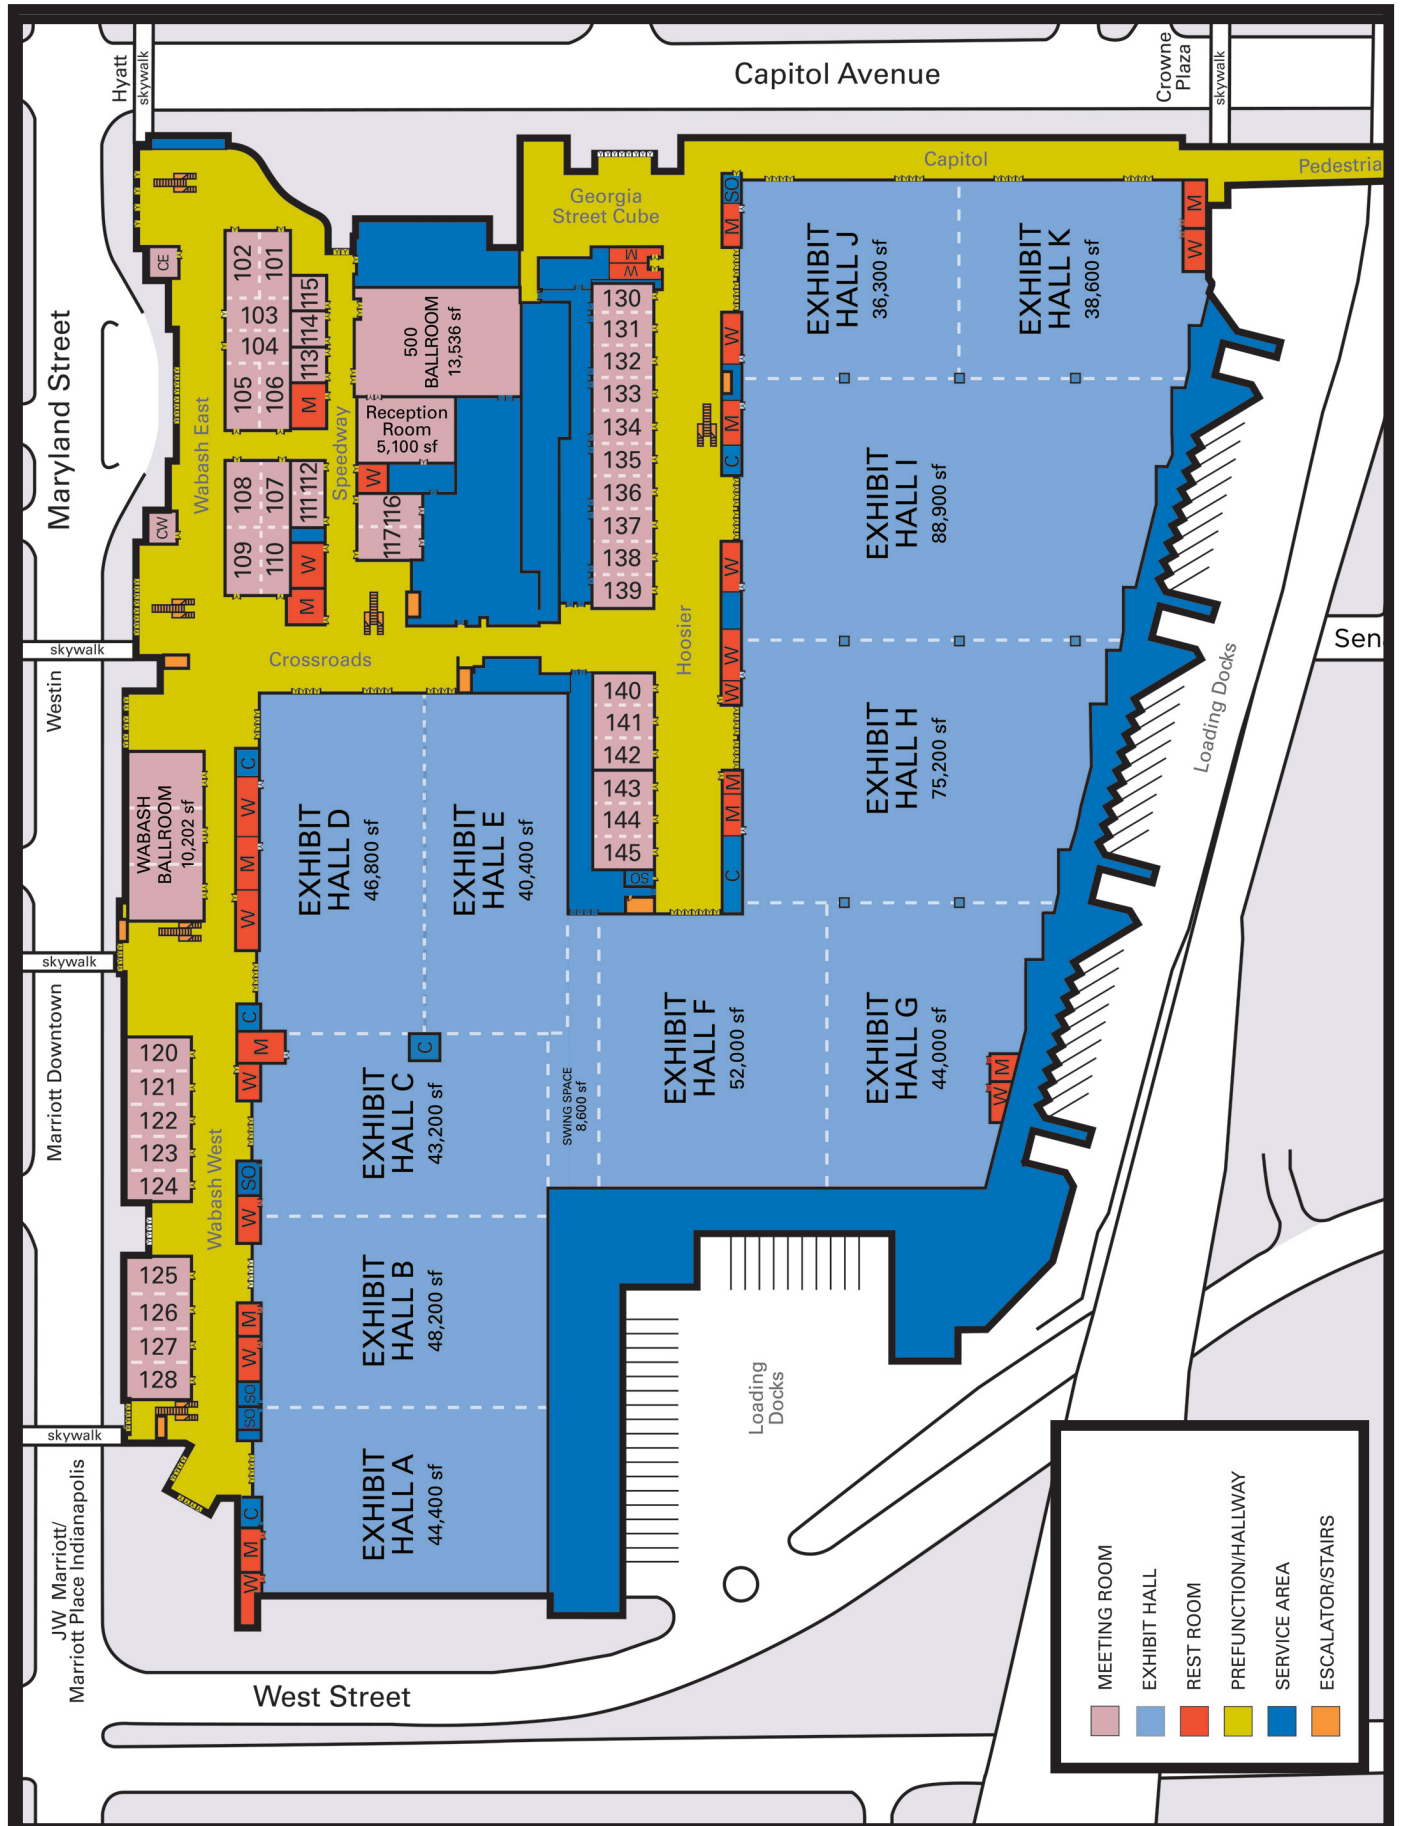 Capitol Avenue
Hyatt
skywalk
Crowne
Plaza
skywalk
Capitol
Pedestria
Georgia
Street Cube
SO
M
M
W
M
W
CE
102
101
103
104
105
106
115
114
113
M
Wabash East
Maryland Street
Speedway
500
BALLROOM
13,536 sf
Reception
Room
5,100 sf
W
116
117
130
131
132
133
134
135
136
137
138
139
W
M
C
EXHIBIT
HALL J
36,300 sf
EXHIBIT
HALL K
38,600 sf
EXHIBIT
HALL I
88,900 sf
CW
108
107
109
110
112
111
W
M
W
W
W
Hoosier
skywalk
Westin
Crossroads
140
141
142
143
144
145
SO
M
M
C
EXHIBIT
HALL H
75,200 sf
Loading Docks
Sen
WABASH
BALLROOM
10,202 sf
C
W
M
W
EXHIBIT
HALL D
46,800 sf
EXHIBIT
HALL E
40,400 sf
skywalk
Marriott Downtown
C
M
W
C
120
121
122
123
124
Wabash West
EXHIBIT
HALL C
43,200 sf
SWING SPACE
8,600 sf
EXHIBIT
HALL F
52,000 sf
EXHIBIT
HALL G
44,000 sf
M
W
SO
W
125
126
127
128
M
W
SO
SO
EXHIBIT
HALL B
48,200 sf
Loading
Docks
skywalk
JW Marriott/
Marriott Place Indianapolis
C
M
W
EXHIBIT
HALL A
44,400 sf
West Street
MEETING ROOM
EXHIBIT HALL
REST ROOM
PREFUNCTION/HALLWAY
SERVICE AREA
ESCALATOR/STAIRS